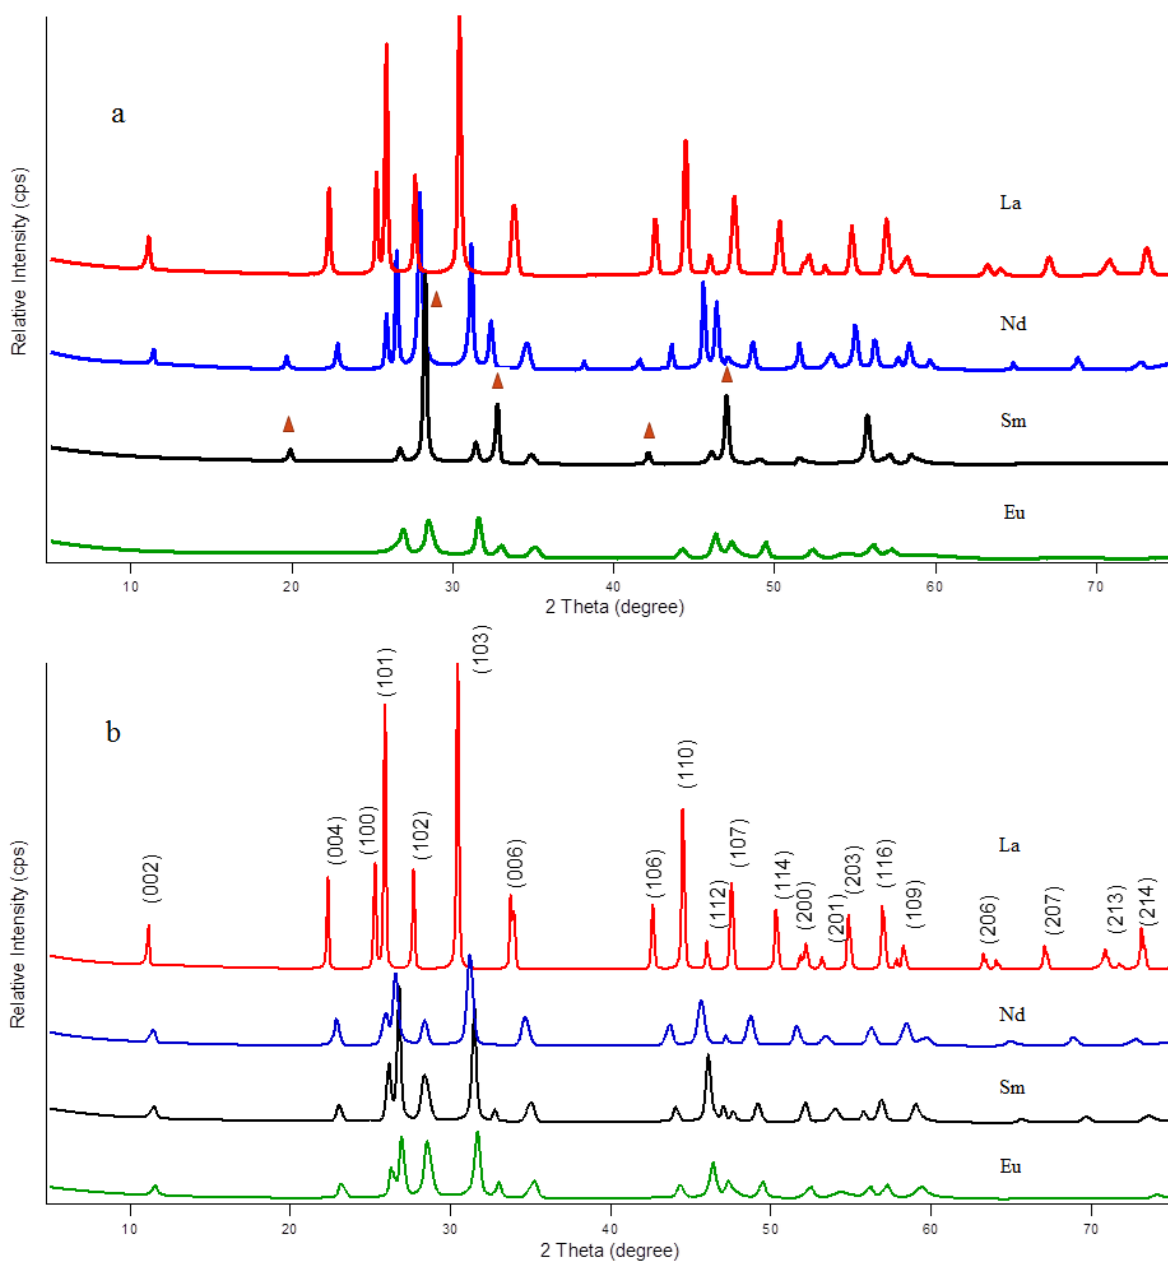 a
La
Nd
Sm
Eu
Relative Intensity (cps)
10 20 30 40 50 60 70
2 Theta (degree)
b
(002)
(004)
(100)
(101)
(102)
(103)
(006)
(106)
(110)
(112)
(107)
(114)
(200)
(201)
(203)
(116)
(109)
(206)
(207)
(213)
(214)
La
Nd
Sm
Eu
Relative Intensity (cps)
10 20 30 40 50 60 70
2 Theta (degree)